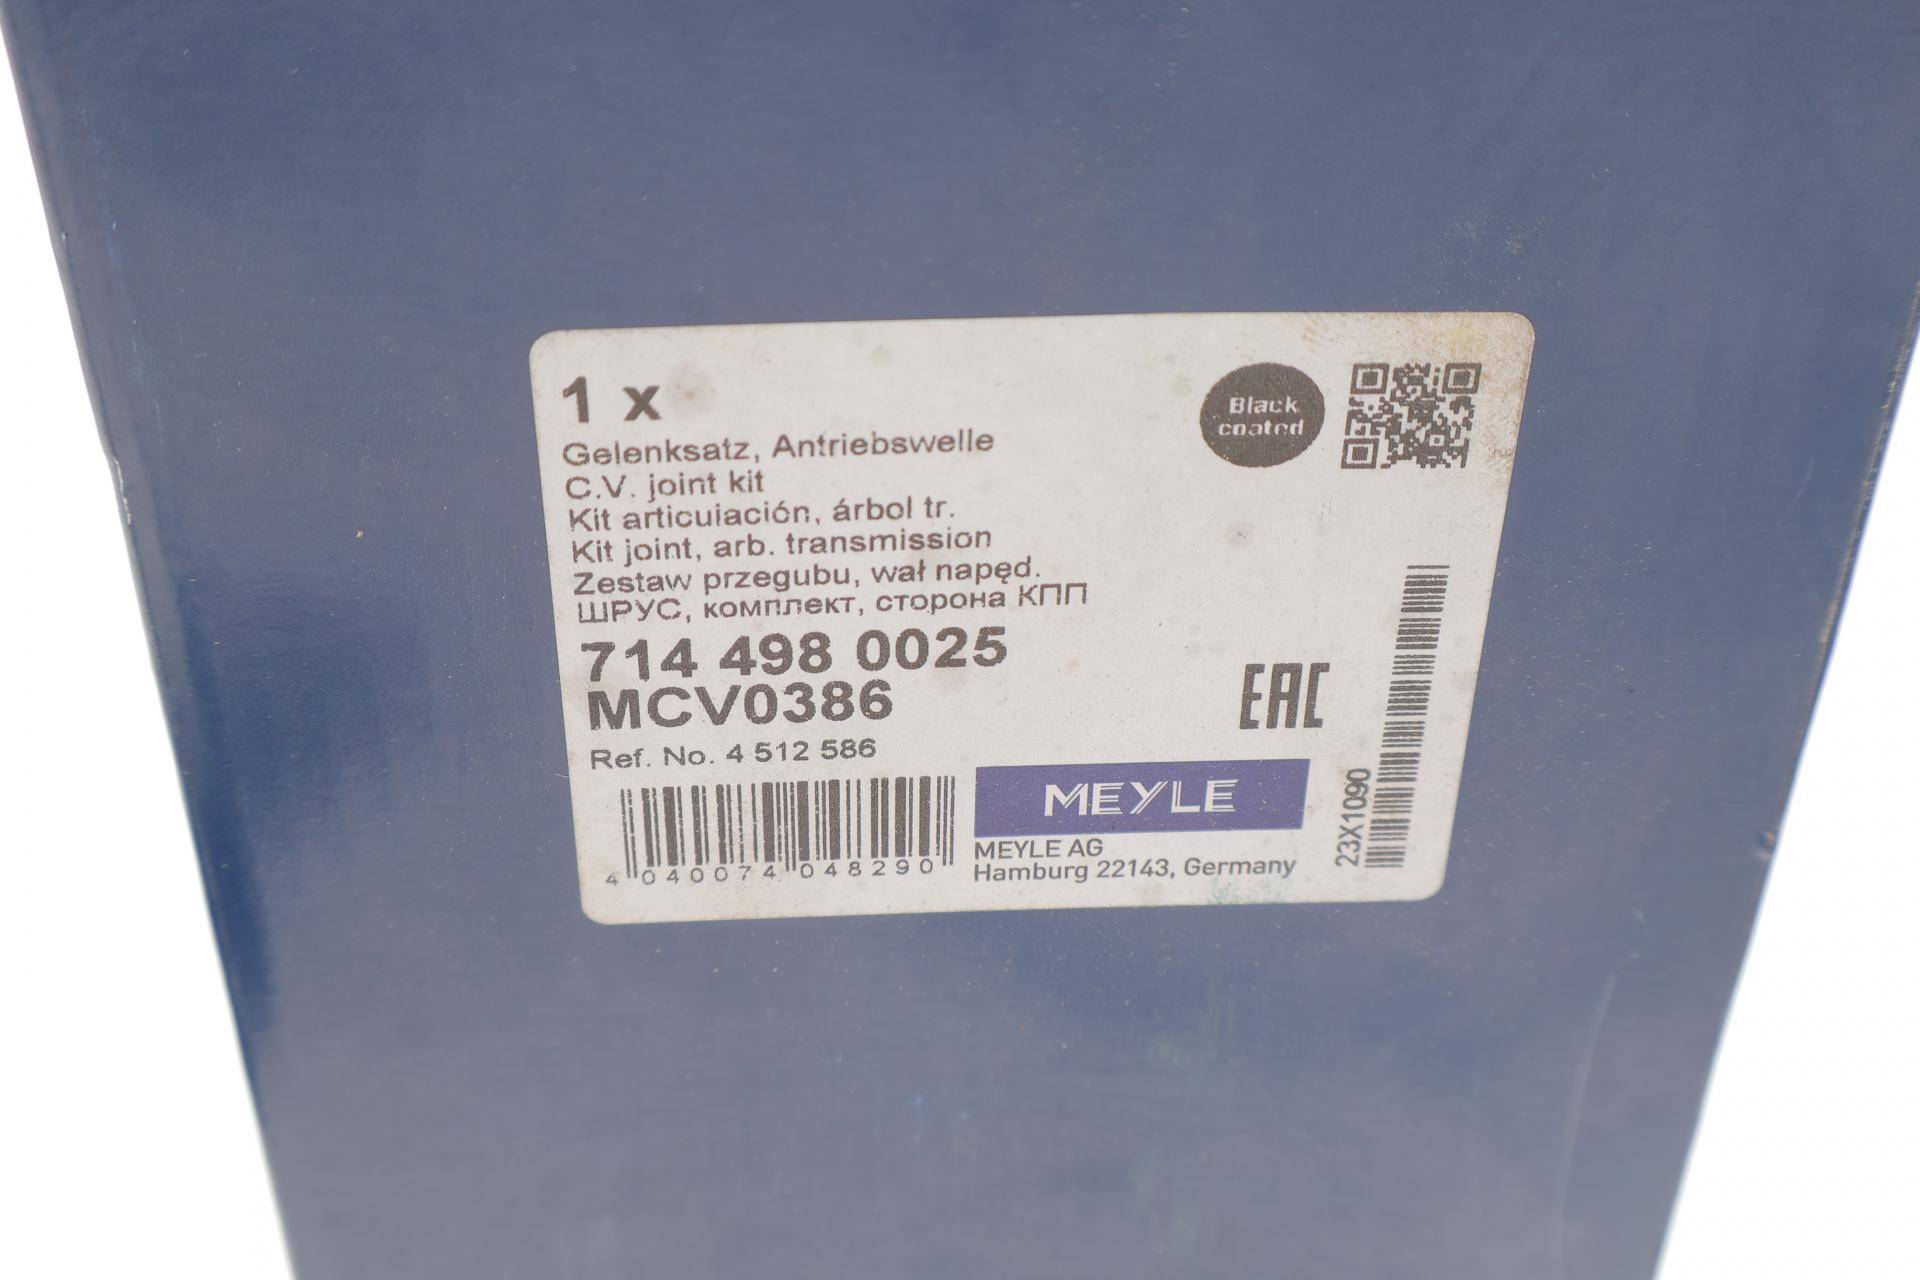 1 x
Black
coated
Gelenksatz, Antriebswelle
C.V. joint kit
Kit articulación, árbol tr.
Kit joint, arb. transmission
Zestaw przegubu, wał napęd.
ШРУС, комплект, сторона КПП
714 498 0025
MCV0386
EAC
Ref. No. 4 512 586
4 040074 048290
MEYLE
MEYLE AG
Hamburg 22143, Germany
23X1090